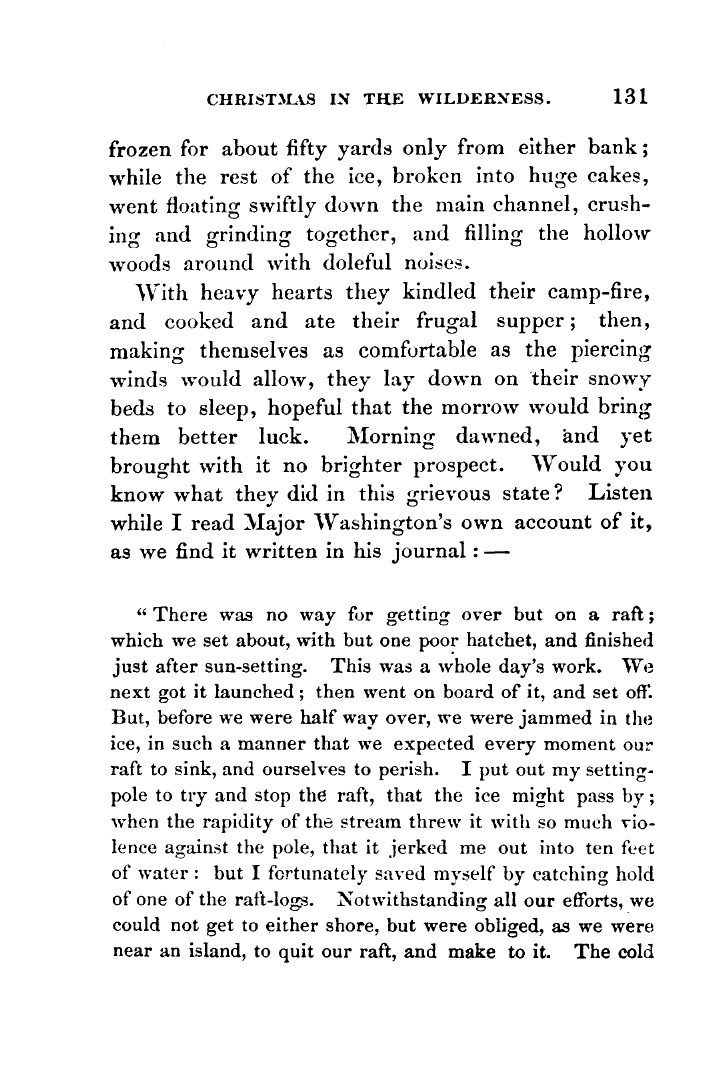 CHRISTMAS IN THE WILDERNESS. 131
frozen for about fifty yards only from either bank;
while the rest of the ice, broken into huge cakes,
went floating swiftly down the main channel, crush-
ing and grinding together, and filling the hollow
woods around with doleful noises.
With heavy hearts they kindled their camp-fire,
and cooked and ate their frugal supper; then,
making themselves as comfortable as the piercing
winds would allow, they lay down on their snowy
beds to sleep, hopeful that the morrow would bring
them better luck. Morning dawned, and yet
brought with it no brighter prospect. Would you
know what they did in this grievous state? Listen
while I read Major Washington's own account of it,
as we find it written in his journal : —
“ There was no way for getting over but on a raft;
which we set about, with but one poor hatchet, and finished
just after sun-setting. This was a whole day's work. We
next got it launched; then went on board of it, and set off.
But, before we were half way over, we were jammed in the
ice, in such a manner that we expected every moment our
raft to sink, and ourselves to perish. I put out my setting-
pole to try and stop the raft, that the ice might pass by;
when the rapidity of the stream threw it with so much vio-
lence against the pole, that it jerked me out into ten feet
of water : but I fortunately saved myself by catching hold
of one of the raft-logs. Notwithstanding all our efforts, we
could not get to either shore, but were obliged, as we were
near an island, to quit our raft, and make to it. The cold